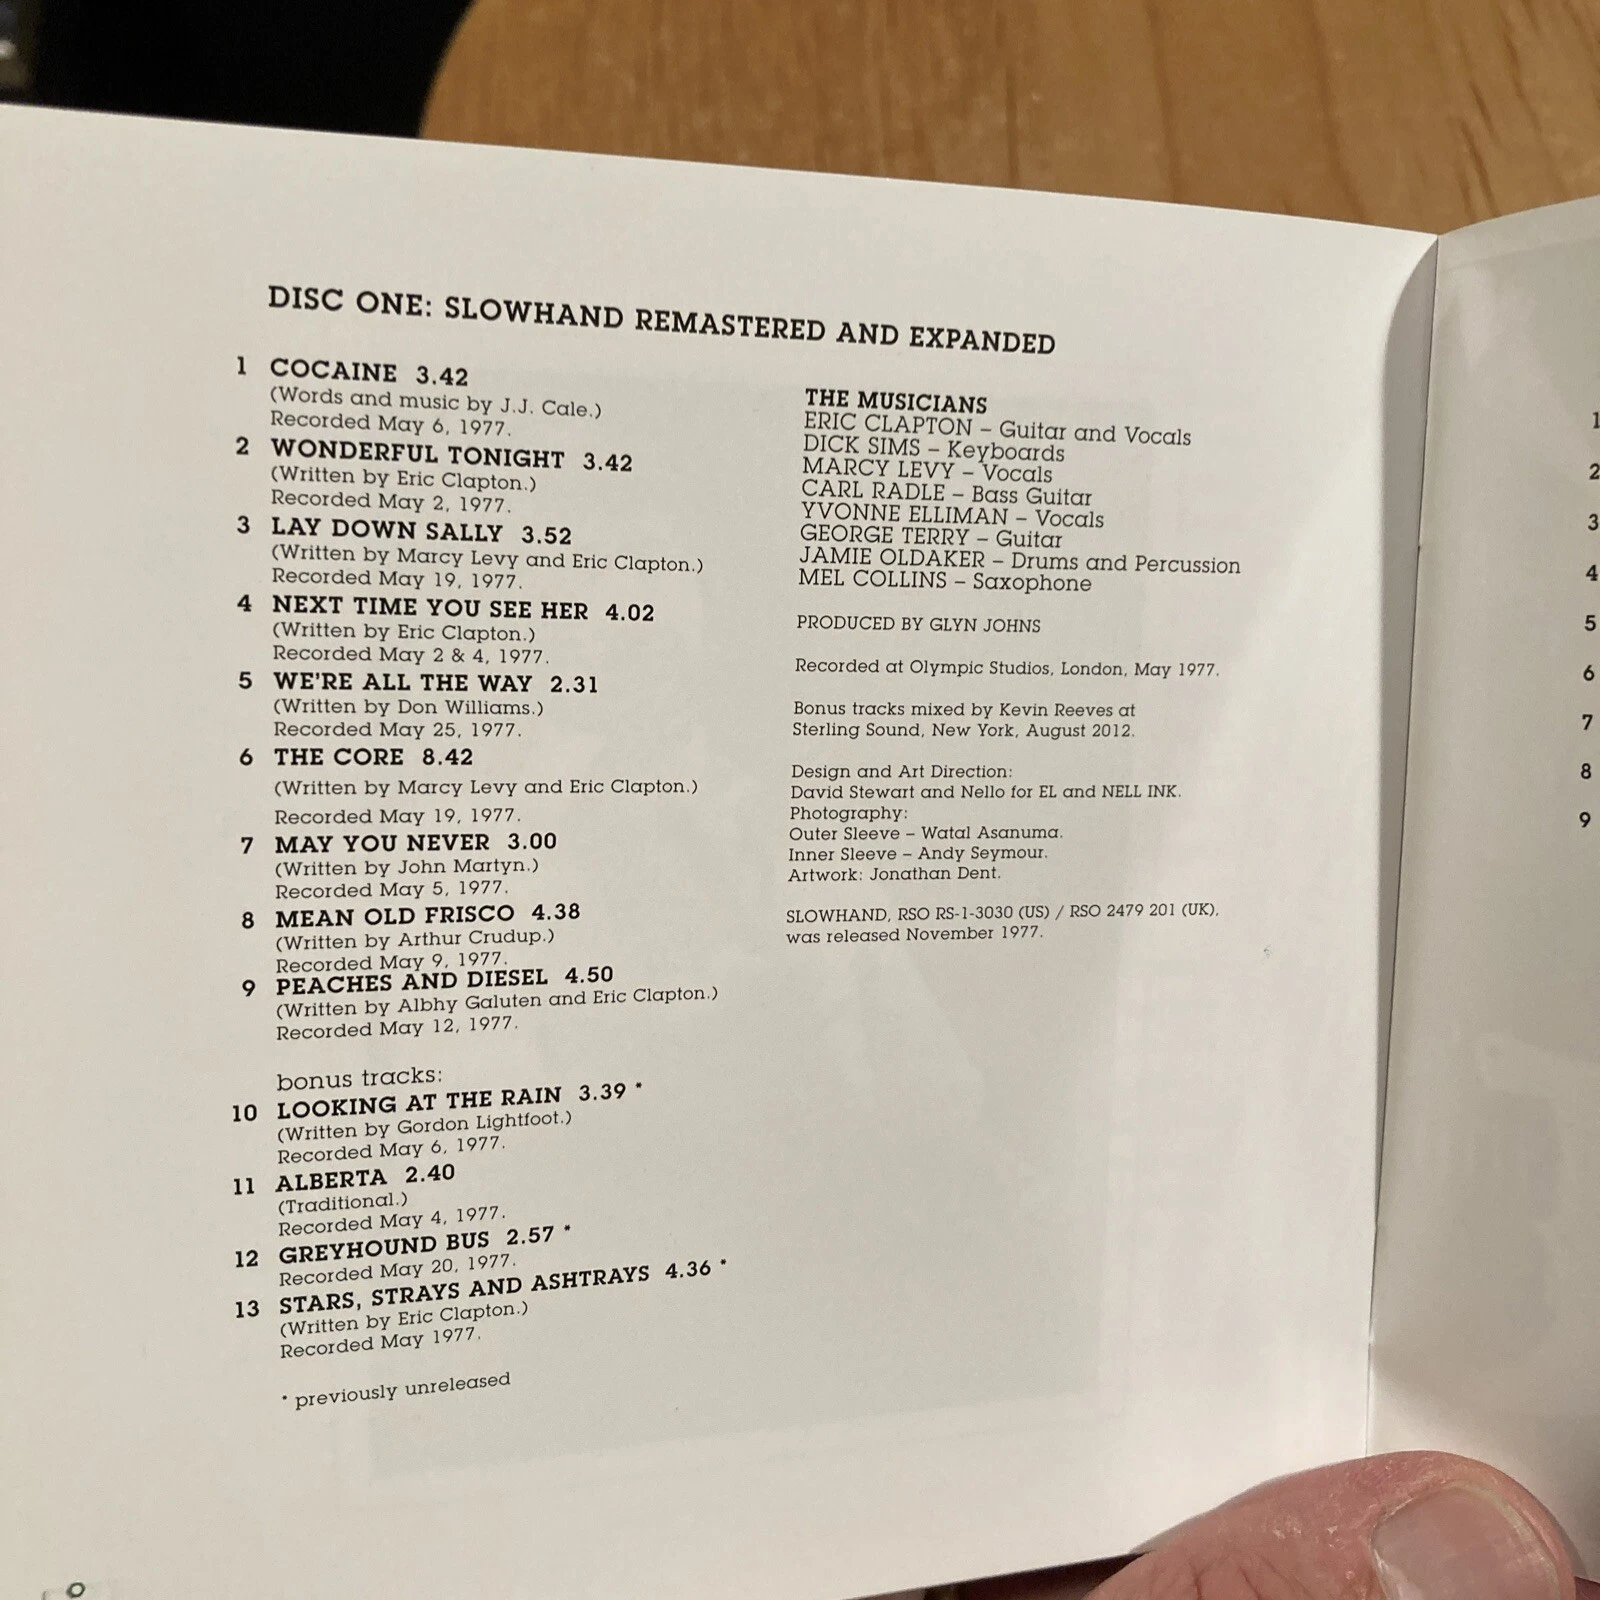 DISC ONE: SLOWHAND REMASTERED AND EXPANDED
1 COCAINE 3.42
(Words and music by J.J. Cale.)
Recorded May 6, 1977.
2 WONDERFUL TONIGHT 3.42
(Written by Eric Clapton.)
Recorded May 2, 1977.
3 LAY DOWN SALLY 3.52
(Written by Marcy Levy and Eric Clapton.)
Recorded May 19, 1977.
4 NEXT TIME YOU SEE HER 4.02
(Written by Eric Clapton.)
Recorded May 2 & 4, 1977.
5 WE'RE ALL THE WAY 2.31
(Written by Don Williams.)
Recorded May 25, 1977.
6 THE CORE 8.42
(Written by Marcy Levy and Eric Clapton.)
Recorded May 19, 1977.
7 MAY YOU NEVER 3.00
(Written by John Martyn.)
Recorded May 5, 1977.
8 MEAN OLD FRISCO 4.38
(Written by Arthur Crudup.)
Recorded May 9, 1977.
9 PEACHES AND DIESEL 4.50
(Written by Albhy Galuten and Eric Clapton.)
Recorded May 12, 1977.
bonus tracks:
10 LOOKING AT THE RAIN 3.39 *
(Written by Gordon Lightfoot.)
Recorded May 6, 1977.
11 ALBERTA 2.40
(Traditional.)
Recorded May 4, 1977.
12 GREYHOUND BUS 2.57 *
Recorded May 20, 1977.
13 STARS, STRAYS AND ASHTRAYS 4.36 *
(Written by Eric Clapton.)
Recorded May 1977.
* previously unreleased
THE MUSICIANS
ERIC CLAPTON – Guitar and Vocals
DICK SIMS – Keyboards
MARCY LEVY – Vocals
CARL RADLE – Bass Guitar
YVONNE ELLIMAN – Vocals
GEORGE TERRY – Guitar
JAMIE OLDAKER – Drums and Percussion
MEL COLLINS – Saxophone
PRODUCED BY GLYN JOHNS
Recorded at Olympic Studios, London, May 1977.
Bonus tracks mixed by Kevin Reeves at
Sterling Sound, New York, August 2012.
Design and Art Direction:
David Stewart and Nello for EL and NELL INK.
Photography:
Outer Sleeve – Watal Asanuma.
Inner Sleeve – Andy Seymour.
Artwork: Jonathan Dent.
SLOWHAND, RSO RS-1-3030 (US) / RSO 2479 201 (UK),
was released November 1977.
1
2
3
4
5
6
7
8
9